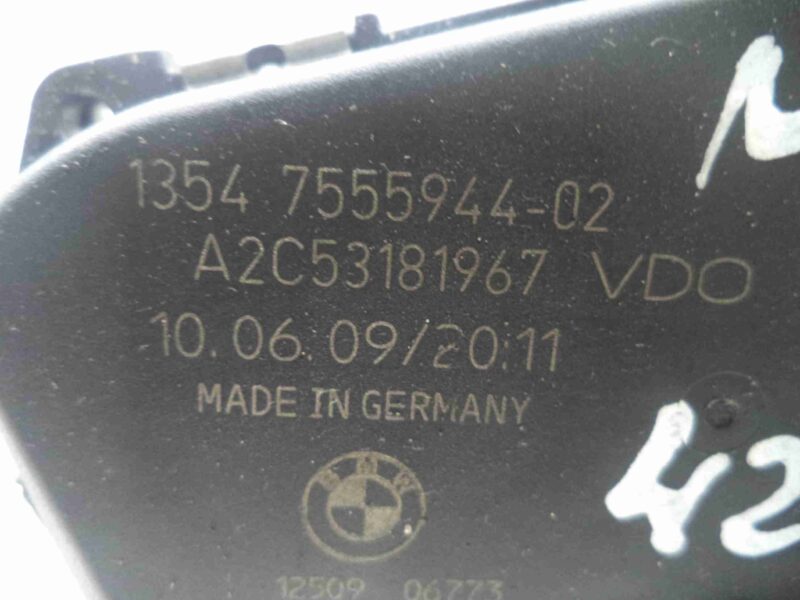 1354 7555944-02
A2C53181967 VDO
10.06.09/20:11
MADE IN GERMANY
BMW
12509 06773
42